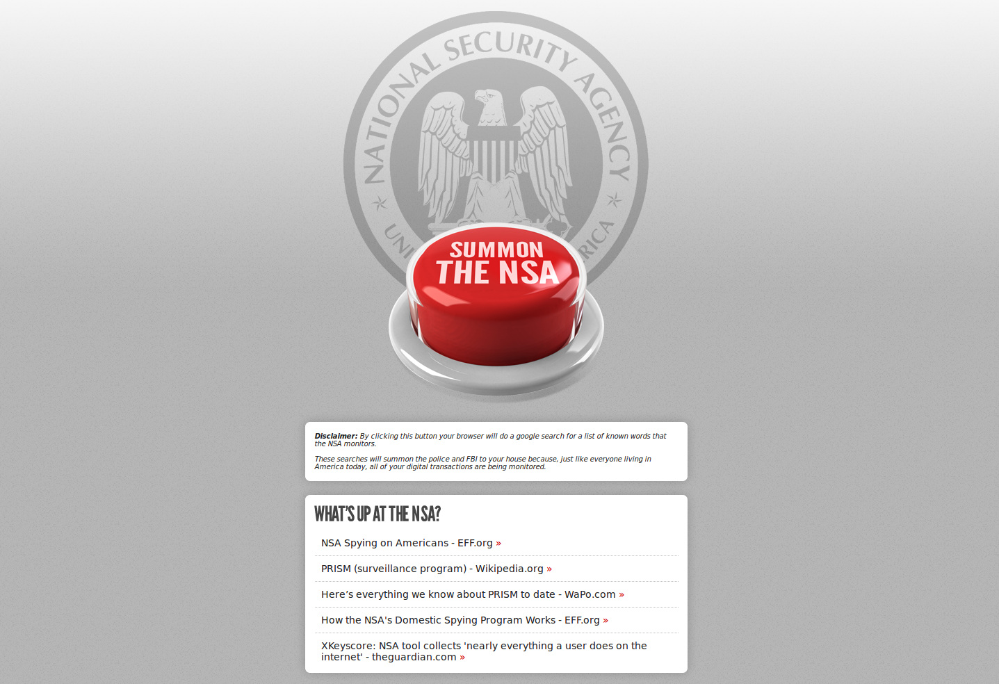 NATIONAL SECURITY AGENCY
UNI
RICA
SUMMON
THE NSA
Disclaimer: By clicking this button your browser will do a google search for a list of known words that
the NSA monitors.
These searches will summon the police and FBI to your house because, just like everyone living in
America today, all of your digital transactions are being monitored.
WHAT'S UP AT THE NSA?
NSA Spying on Americans - EFF.org »
PRISM (surveillance program) - Wikipedia.org »
Here’s everything we know about PRISM to date - WaPo.com »
How the NSA's Domestic Spying Program Works - EFF.org »
XKeyscore: NSA tool collects 'nearly everything a user does on the
internet' - theguardian.com »